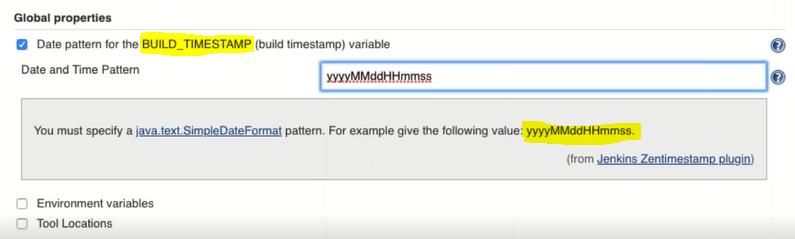 Global properties
Date pattern for the BUILD_TIMESTAMP (build timestamp) variable
Date and Time Pattern
yyyyMMddHHmmss
You must specify a java.text.SimpleDateFormat pattern. For example give the following value: yyyyMMddHHmmss.
(from Jenkins Zentimestamp plugin)
Environment variables
Tool Locations